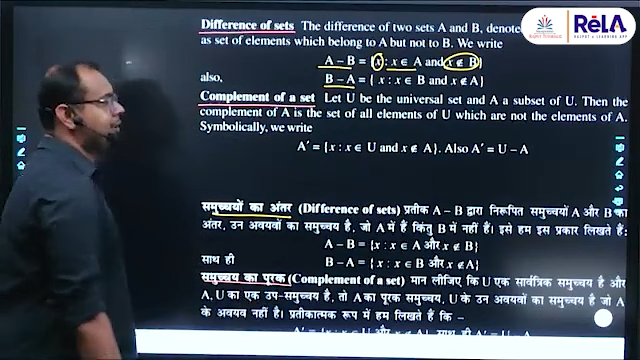 RELA
Difference of sets The difference of two sets A and B, denoted
as set of elements which belong to A but not to B. We write
A – B = {x : x ∈ A and x ∉ B}
also,
B – A = { x : x ∈ B and x ∉ A}
Complement of a set Let U be the universal set and A a subset of U. Then the
complement of A is the set of all elements of U which are not the elements of A.
Symbolically, we write
A′ = {x : x ∈ U and x ∉ A}. Also A′ = U – A
समुच्चयों का अंतर (Difference of sets) प्रतीक A – B द्वारा निरूपित समुच्चयों A और B का
अंतर, उन अवयवों का समुच्चय है, जो A में हैं किंतु B में नहीं हैं। इसे हम इस प्रकार लिखते हैं:
A – B = {x : x ∈ A और x ∉ B}
साथ ही
B – A = {x : x ∈ B और x ∉ A}
समुच्चय का पूरक (Complement of a set) मान लीजिए कि U एक सार्वत्रिक समुच्चय है और
A, U का एक उप-समुच्चय है, तो A का पूरक समुच्चय, U के उन अवयवों का समुच्चय है जो A
के अवयव नहीं है। प्रतीकात्मक रूप में हम लिखते हैं कि –
A′ = {x : x ∈ U और x ∉ A}, साथ ही A′ = U – A